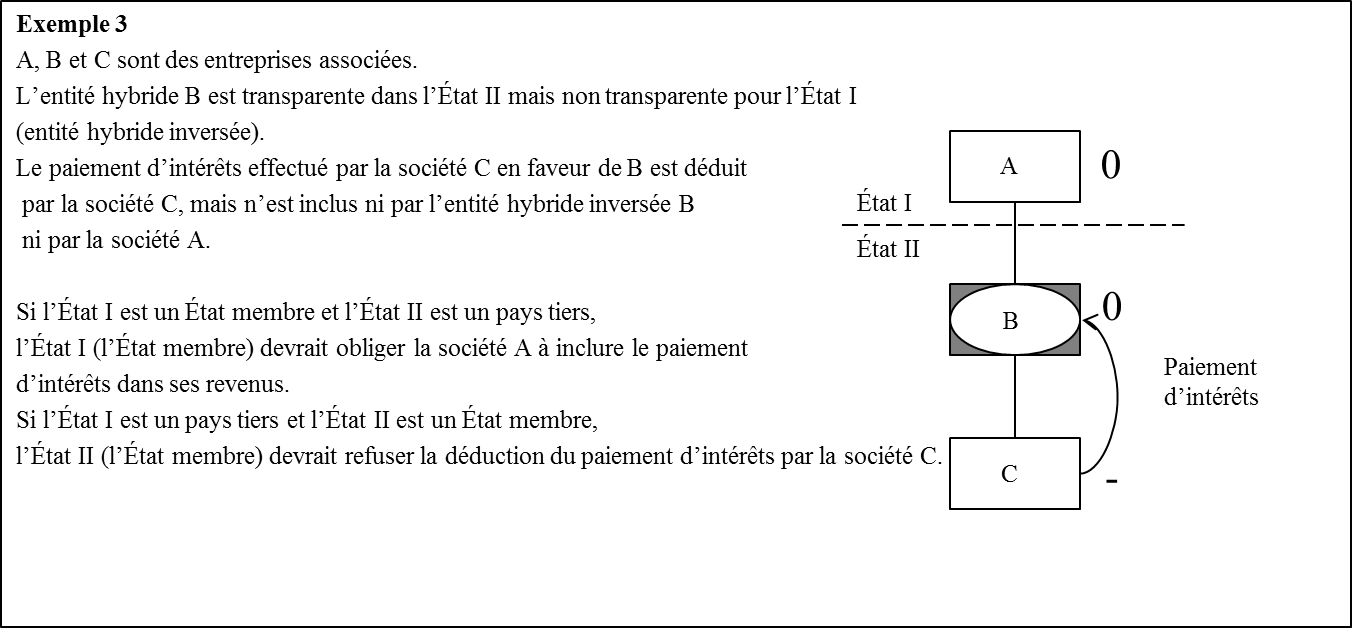 Exemple 3
A, B et C sont des entreprises associées.
L’entité hybride B est transparente dans l’État II mais non transparente pour l’État I
(entité hybride inversée).
Le paiement d’intérêts effectué par la société C en faveur de B est déduit
par la société C, mais n’est inclus ni par l’entité hybride inversée B
ni par la société A.
Si l’État I est un État membre et l’État II est un pays tiers,
l’État I (l’État membre) devrait obliger la société A à inclure le paiement
d’intérêts dans ses revenus.
Si l’État I est un pays tiers et l’État II est un État membre,
l’État II (l’État membre) devrait refuser la déduction du paiement d’intérêts par la société C.
A
0
État I
État II
B
0
Paiement
d’intérêts
C
-